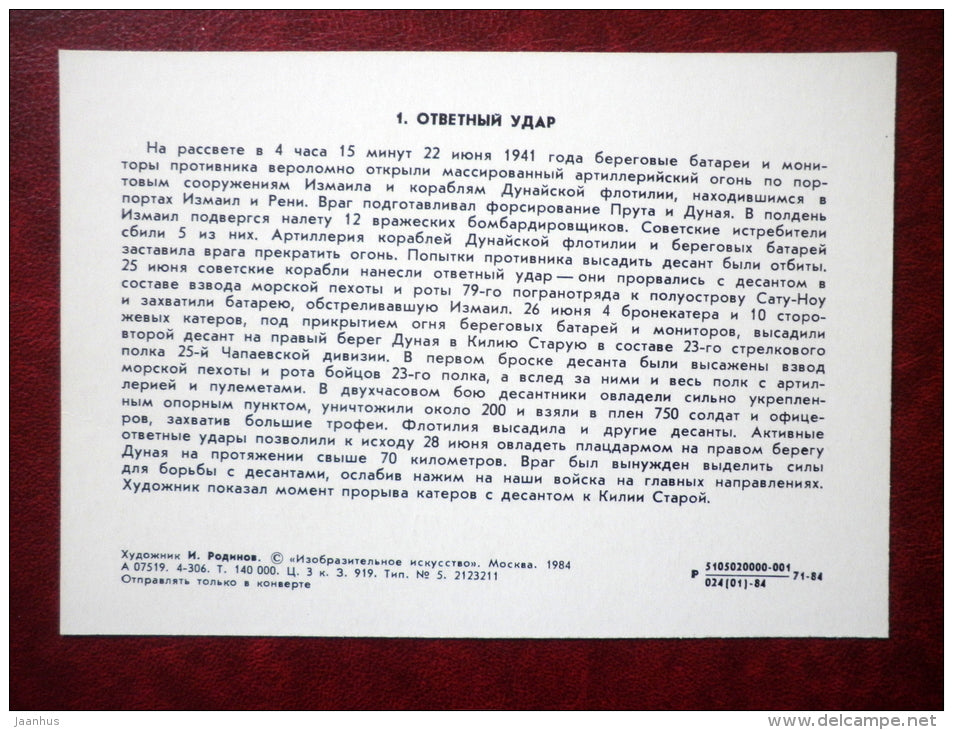 1. ОТВЕТНЫЙ УДАР
На рассвете в 4 часа 15 минут 22 июня 1941 года береговые батареи и мони-
торы противника вероломно открыли массированный артиллерийский огонь по пор-
товым сооружениям Измаила и кораблям Дунайской флотилии, находившимся в
портах Измаил и Рени. Враг подготавливал форсирование Прута и Дуная. В полдень
Измаил подвергся налету 12 вражеских бомбардировщиков. Советские истребители
сбили 5 из них. Артиллерия кораблей Дунайской флотилии и береговых батарей
заставила врага прекратить огонь. Попытки противника высадить десант были отбиты.
25 июня советские корабли нанесли ответный удар — они прорвались с десантом в
составе взвода морской пехоты и роты 79-го погранотряда к полуострову Сату-Ноу
и захватили батарею, обстреливавшую Измаил. 26 июня 4 бронекатера и 10 сторо-
жевых катеров, под прикрытием огня береговых батарей и мониторов, высадили
второй десант на правый берег Дуная в Килию Старую в составе 23-го стрелкового
полка 25-й Чапаевской дивизии. В первом броске десанта были высажены взвод
морской пехоты и рота бойцов 23-го полка, а вслед за ними и весь полк с артил-
лерией и пулеметами. В двухчасовом бою десантники овладели сильно укреплен-
ным опорным пунктом, уничтожили около 200 и взяли в плен 750 солдат и офице-
ров, захватив большие трофеи. Флотилия высадила и другие десанты. Активные
ответные удары позволили к исходу 28 июня овладеть плацдармом на правом берегу
Дуная на протяжении свыше 70 километров. Враг был вынужден выделить силы
для борьбы с десантами, ослабив нажим на наши войска на главных направлениях.
Художник показал момент прорыва катеров с десантом к Килии Старой.
Художник И. Родинов. © «Изобразительное искусство». Москва. 1984
А 07519. 4-306. Т. 140 000. Ц. 3 к. З. 919. Тип. № 5. 2123211
Отправлять только в конверте
Р 5105020000-001 71-84
024(01)-84
jaanhus
delcampe.net